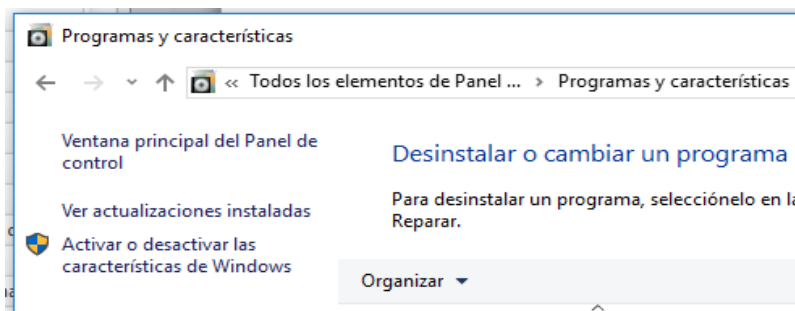 Programas y características
« Todos los elementos de Panel ... > Programas y características
Ventana principal del Panel de
control
Desinstalar o cambiar un programa
Para desinstalar un programa, selecciónelo en la
Reparar.
Ver actualizaciones instaladas
Activar o desactivar las
características de Windows
Organizar